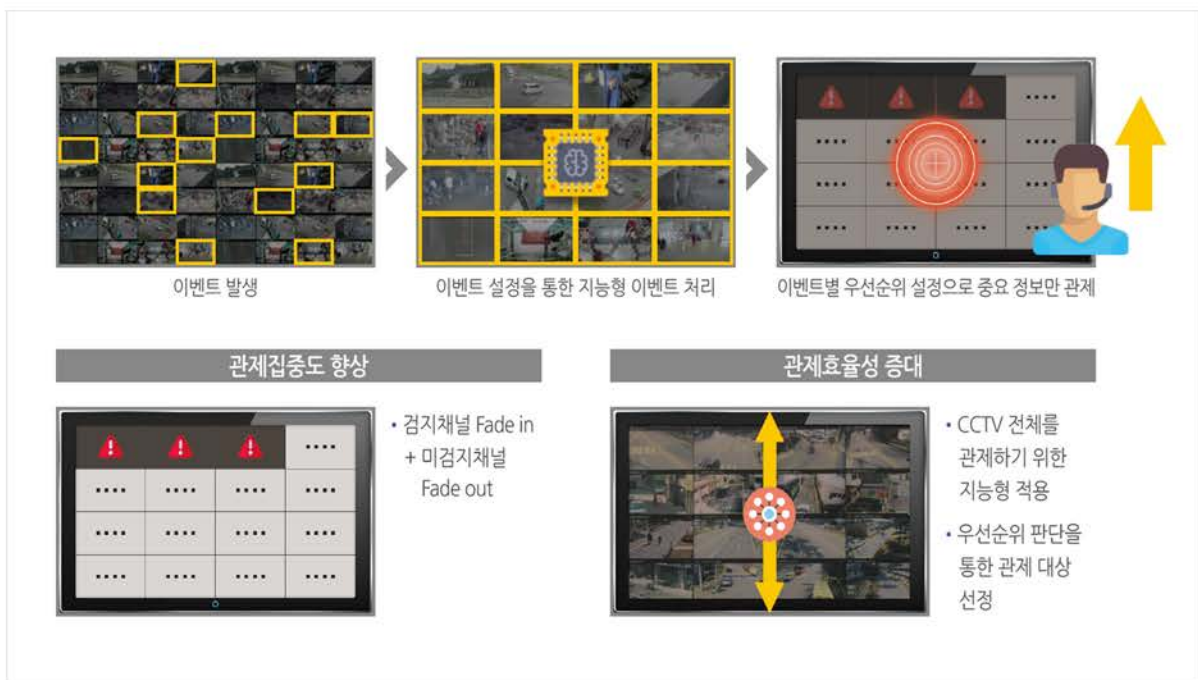 이벤트 발생
이벤트 설정을 통한 지능형 이벤트 처리
이벤트별 우선순위 설정으로 중요 정보만 관제
관제집중도 향상
• 검지채널 Fade in
+ 미검지채널
Fade out
관제효율성 증대
• CCTV 전체를
관제하기 위한
지능형 적용
• 우선순위 판단을
통한 관제 대상
선정